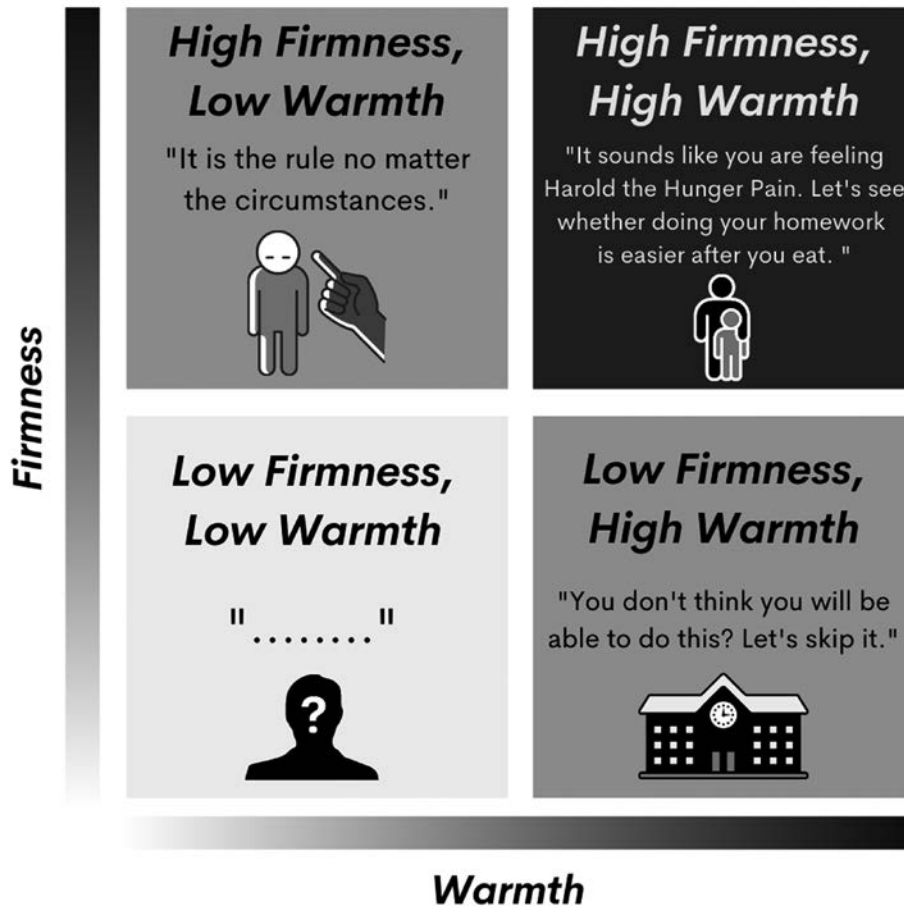 High Firmness,
Low Warmth
"It is the rule no matter
the circumstances."
High Firmness,
High Warmth
"It sounds like you are feeling
Harold the Hunger Pain. Let's see
whether doing your homework
is easier after you eat. "
Firmness
Low Firmness,
Low Warmth
"........"
?
Low Firmness,
High Warmth
"You don't think you will be
able to do this? Let's skip it."
Warmth